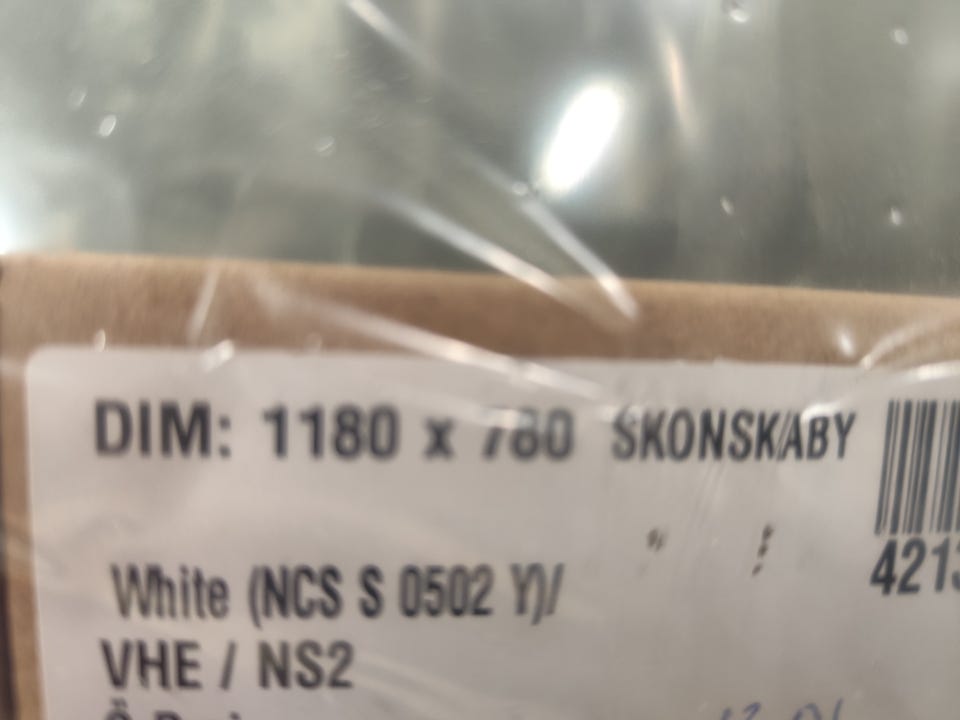 DIM: 1180 x 780 SKONSKABY
White (NCS S 0502 Y)/
4213
VHE / NS2